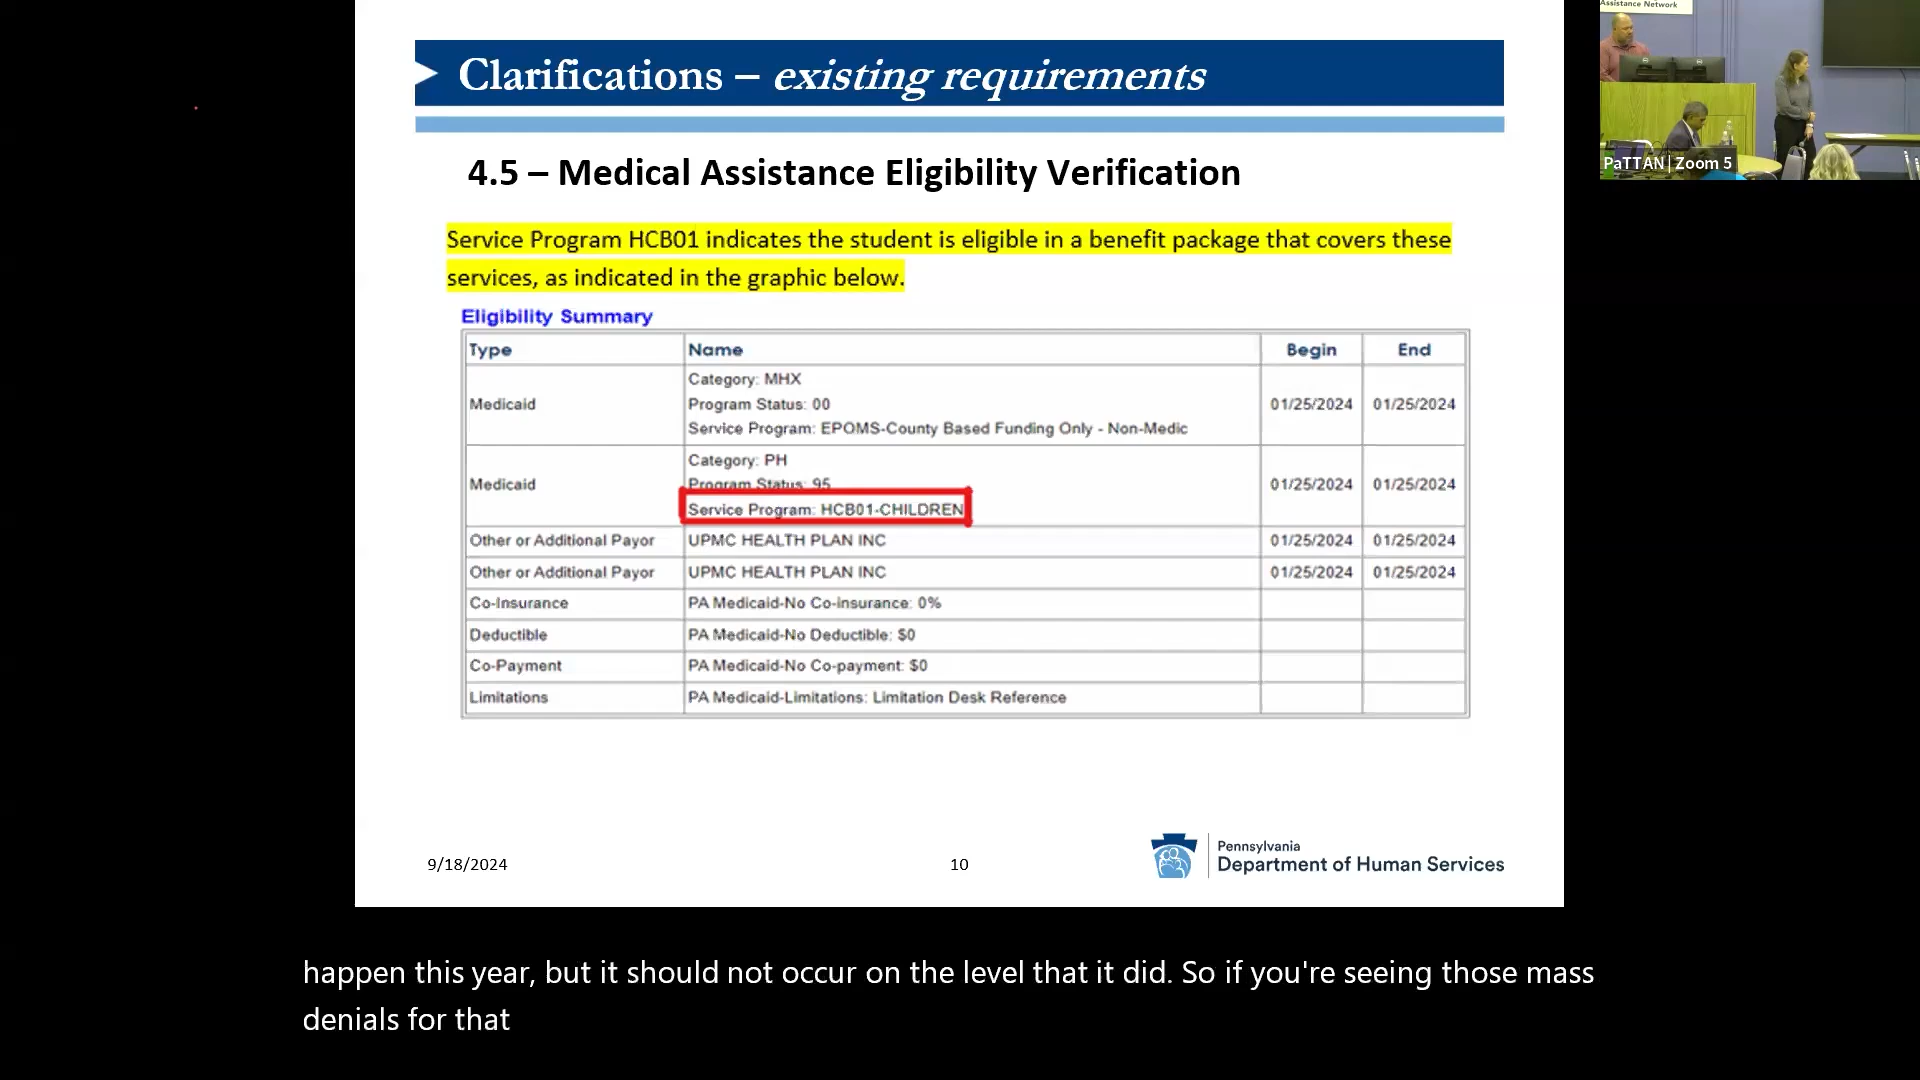 Assistance Network
Clarifications – existing requirements
PaTTAN | Zoom 5
4.5 – Medical Assistance Eligibility Verification
Service Program HCB01 indicates the student is eligible in a benefit package that covers these
services, as indicated in the graphic below.
Eligibility Summary
Type Name Begin End
Category: MHX
Medicaid Program Status: 00 01/25/2024 01/25/2024
Service Program: EPOMS-County Based Funding Only - Non-Medic
Category: PH
Medicaid Program Status: 95 01/25/2024 01/25/2024
Service Program: HCB01-CHILDREN
Other or Additional Payor UPMC HEALTH PLAN INC 01/25/2024 01/25/2024
Other or Additional Payor UPMC HEALTH PLAN INC 01/25/2024 01/25/2024
Co-Insurance PA Medicaid-No Co-insurance: 0%
Deductible PA Medicaid-No Deductible: $0
Co-Payment PA Medicaid-No Co-payment: $0
Limitations PA Medicaid-Limitations: Limitation Desk Reference
9/18/2024 10
Pennsylvania
Department of Human Services
happen this year, but it should not occur on the level that it did. So if you're seeing those mass
denials for that